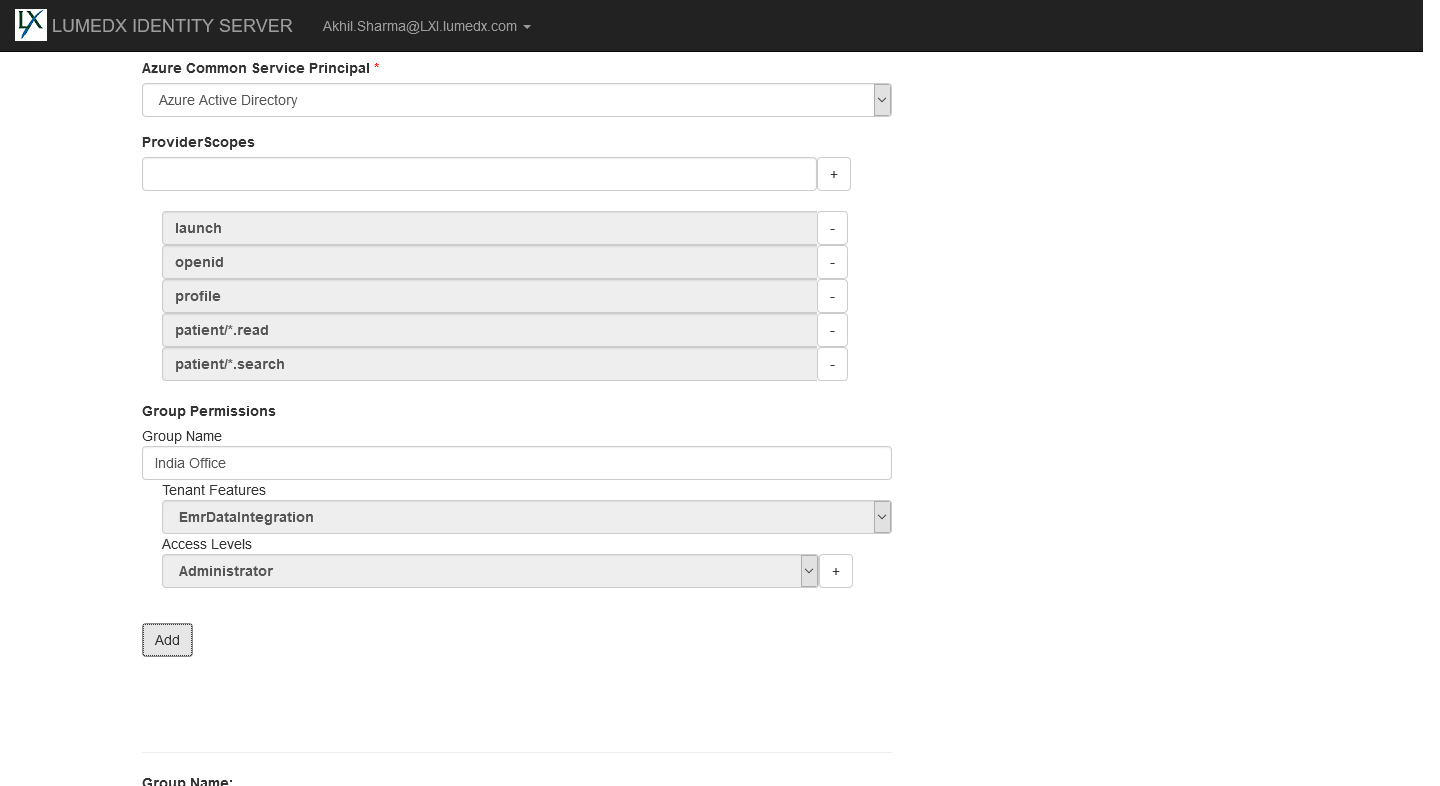 LX LUMEDX IDENTITY SERVER Akhil.Sharma@LXI.lumedx.com
Azure Common Service Principal *
Azure Active Directory
ProviderScopes
+
launch -
openid -
profile -
patient/*.read -
patient/*.search -
Group Permissions
Group Name
India Office
Tenant Features
EmrDataIntegration
Access Levels
Administrator +
Add
Group Name: